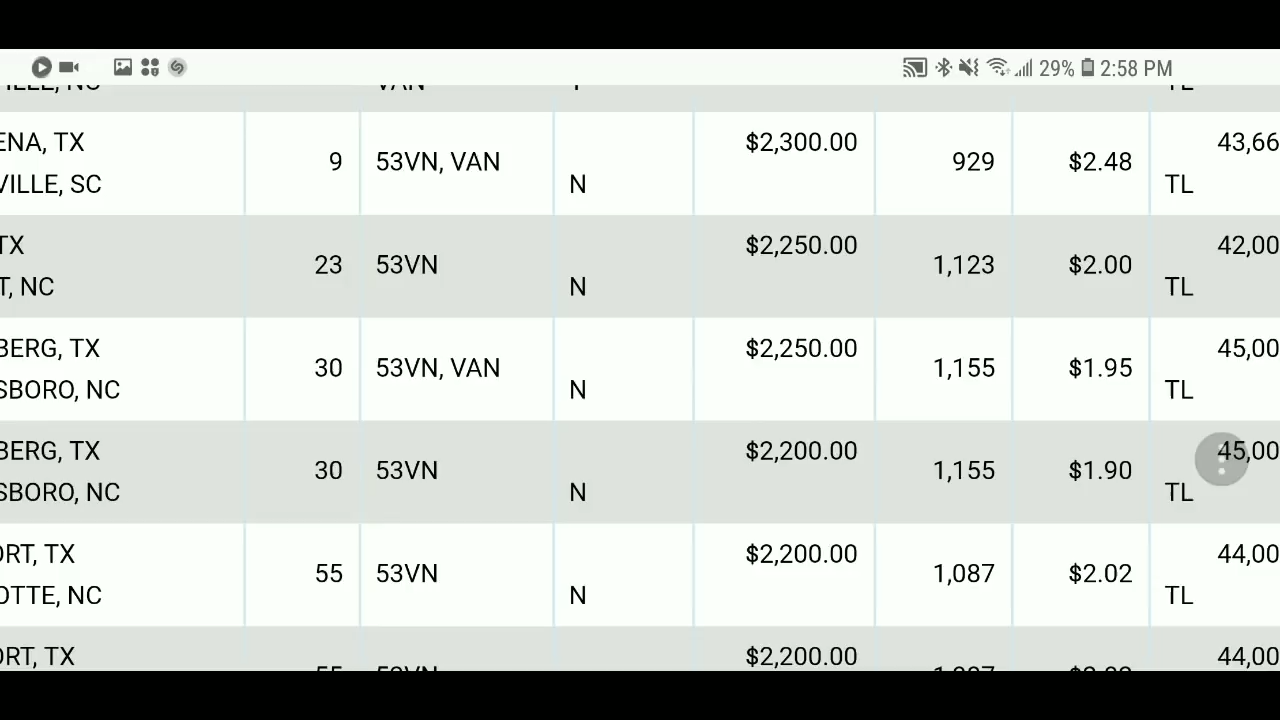 29% 2:58 PM
ENA, TX
VILLE, SC
9
53VN, VAN
N
$2,300.00
929
$2.48
43,66
TL
TX
T, NC
23
53VN
N
$2,250.00
1,123
$2.00
42,00
TL
BERG, TX
SBORO, NC
30
53VN, VAN
N
$2,250.00
1,155
$1.95
45,00
TL
BERG, TX
SBORO, NC
30
53VN
N
$2,200.00
1,155
$1.90
45,00
TL
ORT, TX
OTTE, NC
55
53VN
N
$2,200.00
1,087
$2.02
44,00
TL
ORT, TX
$2,200.00
44,00